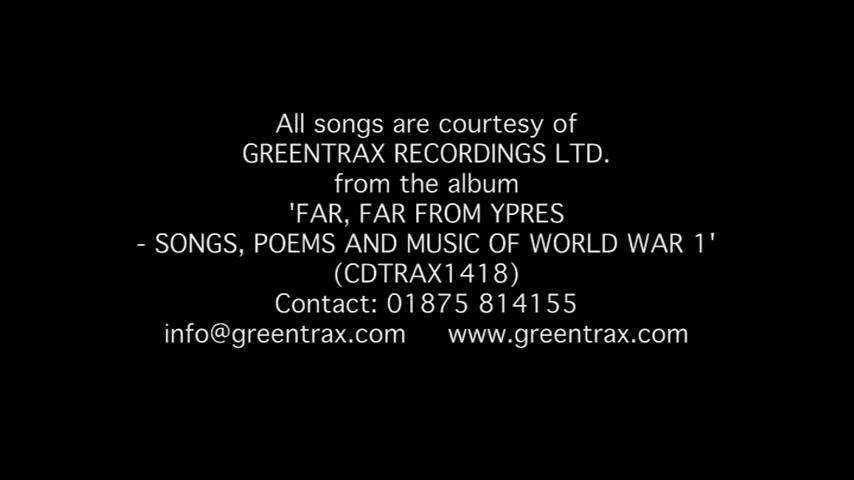 All songs are courtesy of
GREENTRAX RECORDINGS LTD.
from the album
'FAR, FAR FROM YPRES
- SONGS, POEMS AND MUSIC OF WORLD WAR 1'
(CDTRAX1418)
Contact: 01875 814155
info@greentrax.com www.greentrax.com